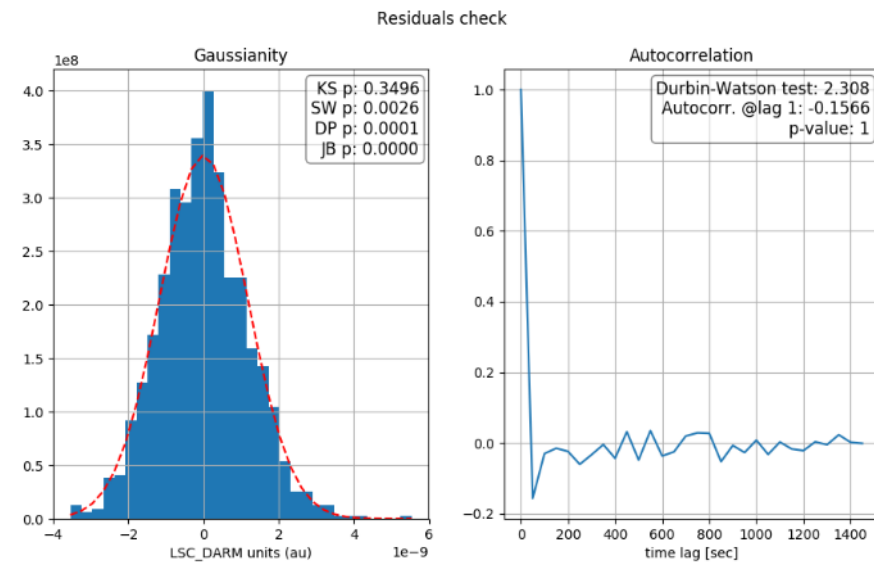 Residuals check
Gaussianity
1e8
KS p: 0.3496
SW p: 0.0026
DP p: 0.0001
JB p: 0.0000
4.0
3.5
3.0
2.5
2.0
1.5
1.0
0.5
0.0
−4
−2
0
2
4
6
1e−9
LSC_DARM units (au)
Autocorrelation
Durbin-Watson test: 2.308
Autocorr. @lag 1: -0.1566
p-value: 1
1.0
0.8
0.6
0.4
0.2
0.0
−0.2
0
200
400
600
800
1000
1200
1400
time lag [sec]